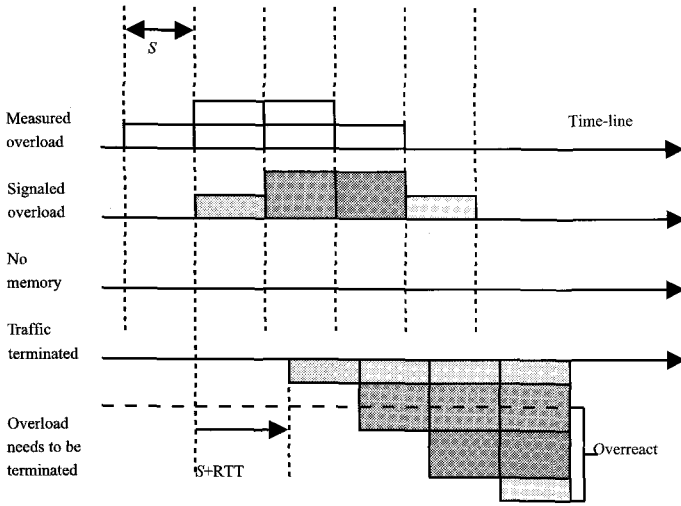 S
Measured
overload
Time-line
Signaled
overload
No
memory
Traffic
terminated
Overload
needs to be
terminated
S+RTT
Overreact